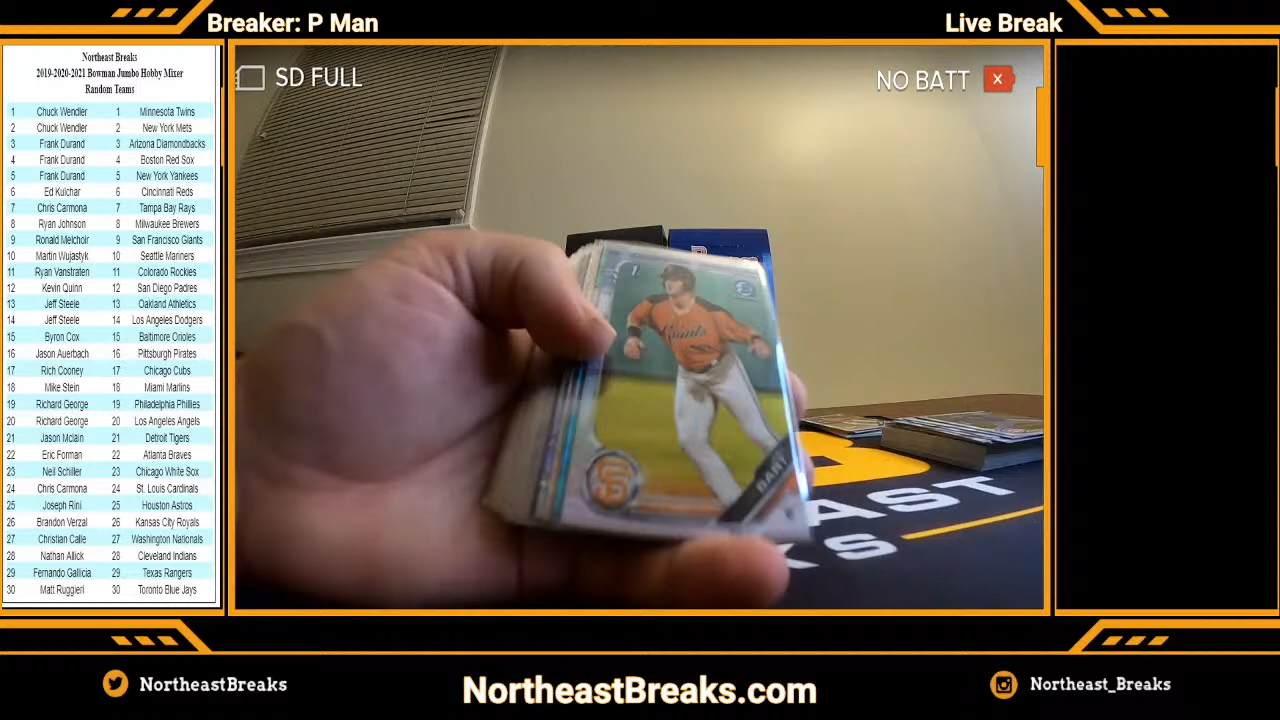 Breaker: P Man
Live Break
Northeast Breaks
2019-2020-2021 Bowman Jumbo Hobby Mixer
Random Teams
1 Chuck Wendler 1 Minnesota Twins
2 Chuck Wendler 2 New York Mets
3 Frank Durand 3 Arizona Diamondbacks
4 Frank Durand 4 Boston Red Sox
5 Frank Durand 5 New York Yankees
6 Ed Kulchar 6 Cincinnati Reds
7 Chris Carmona 7 Tampa Bay Rays
8 Ryan Johnson 8 Milwaukee Brewers
9 Ronald Melchoir 9 San Francisco Giants
10 Martin Wujastyk 10 Seattle Mariners
11 Ryan Vanstraten 11 Colorado Rockies
12 Kevin Quinn 12 San Diego Padres
13 Jeff Steele 13 Oakland Athletics
14 Jeff Steele 14 Los Angeles Dodgers
15 Byron Cox 15 Baltimore Orioles
16 Jason Auerbach 16 Pittsburgh Pirates
17 Rich Cooney 17 Chicago Cubs
18 Mike Stein 18 Miami Marlins
19 Richard George 19 Philadelphia Phillies
20 Richard George 20 Los Angeles Angels
21 Jason Mclain 21 Detroit Tigers
22 Eric Forman 22 Atlanta Braves
23 Neil Schiller 23 Chicago White Sox
24 Chris Carmona 24 St. Louis Cardinals
25 Joseph Rini 25 Houston Astros
26 Brandon Verzal 26 Kansas City Royals
27 Christian Calle 27 Washington Nationals
28 Nathan Allick 28 Cleveland Indians
29 Fernando Gallicia 29 Texas Rangers
30 Matt Ruggieri 30 Toronto Blue Jays
SD FULL
NO BATT
1
Giants
SF
BART
AST
KS
NortheastBreaks
NortheastBreaks.com
Northeast_Breaks